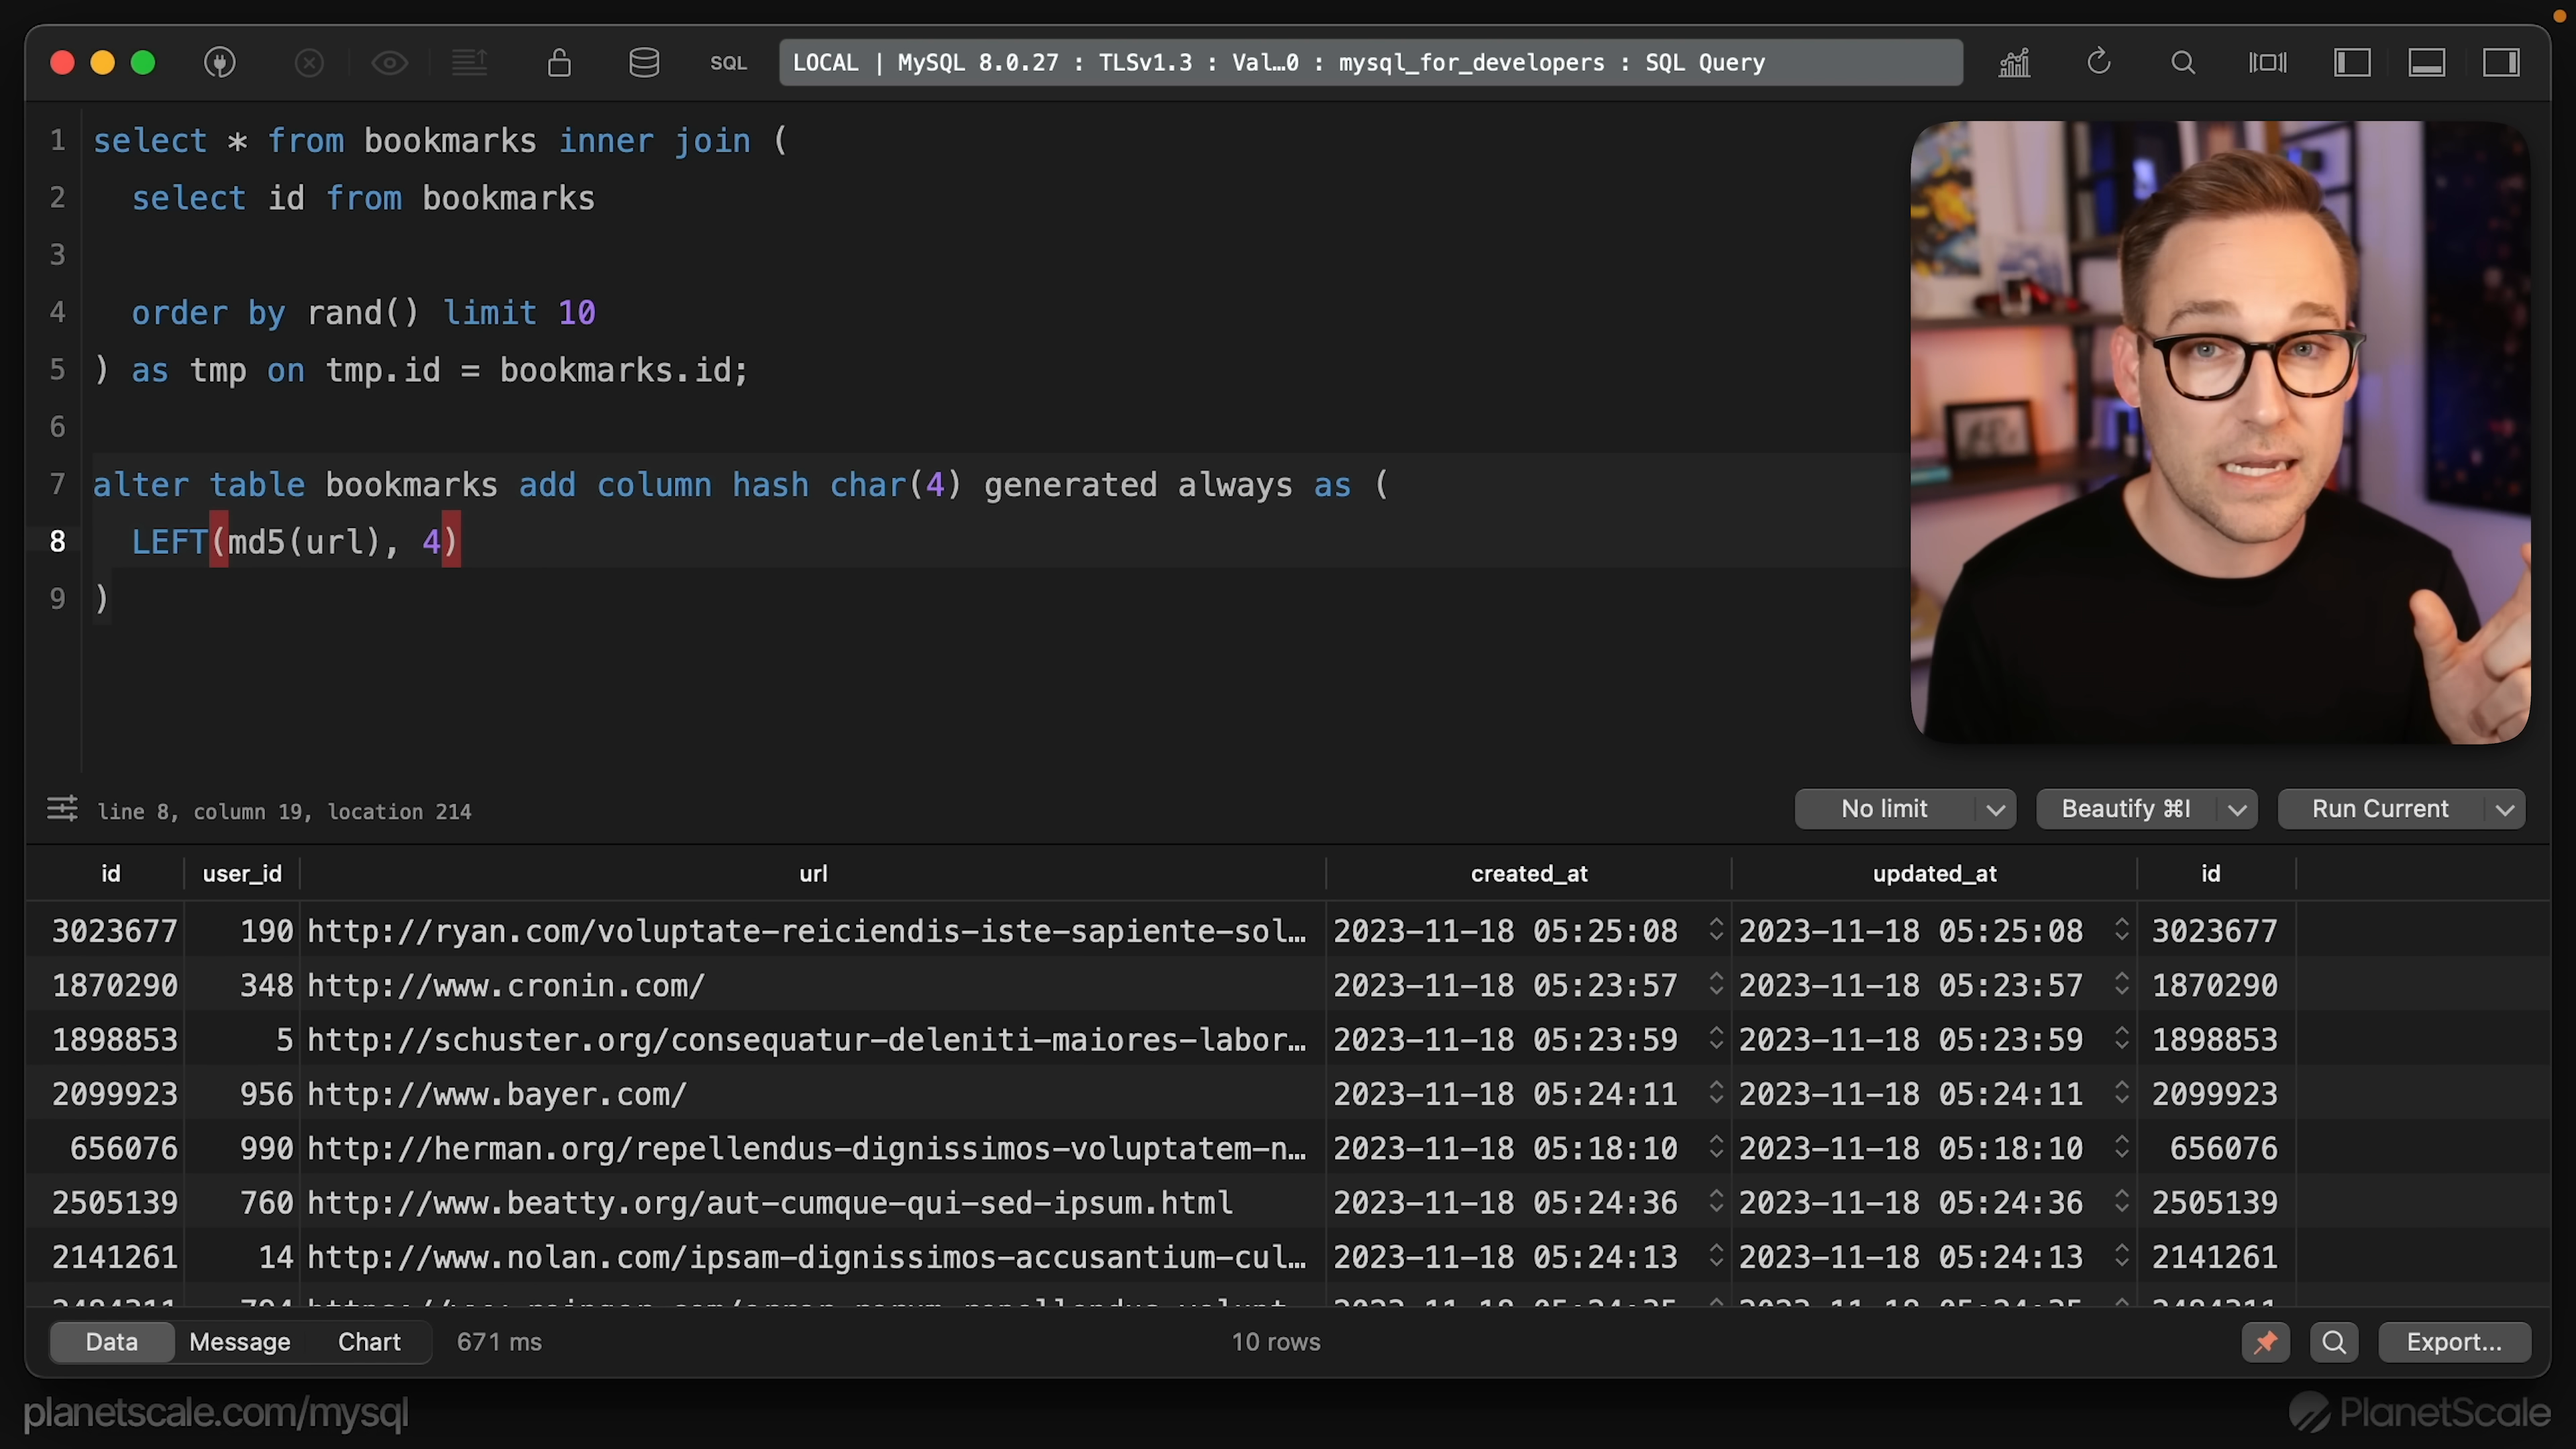 SQL
LOCAL | MySQL 8.0.27 : TLSv1.3 : Val…0 : mysql_for_developers : SQL Query
1 select * from bookmarks inner join (
2 select id from bookmarks
3
4 order by rand() limit 10
5 ) as tmp on tmp.id = bookmarks.id;
6
7 alter table bookmarks add column hash char(4) generated always as (
8 LEFT(md5(url), 4)
9 )
line 8, column 19, location 214
No limit
Beautify ⌘I
Run Current
id user_id url created_at updated_at id
3023677 190 http://ryan.com/voluptate-reiciendis-iste-sapiente-sol… 2023-11-18 05:25:08 2023-11-18 05:25:08 3023677
1870290 348 http://www.cronin.com/ 2023-11-18 05:23:57 2023-11-18 05:23:57 1870290
1898853 5 http://schuster.org/consequatur-deleniti-maiores-labor… 2023-11-18 05:23:59 2023-11-18 05:23:59 1898853
2099923 956 http://www.bayer.com/ 2023-11-18 05:24:11 2023-11-18 05:24:11 2099923
656076 990 http://herman.org/repellendus-dignissimos-voluptatem-n… 2023-11-18 05:18:10 2023-11-18 05:18:10 656076
2505139 760 http://www.beatty.org/aut-cumque-qui-sed-ipsum.html 2023-11-18 05:24:36 2023-11-18 05:24:36 2505139
2141261 14 http://www.nolan.com/ipsam-dignissimos-accusantium-cul… 2023-11-18 05:24:13 2023-11-18 05:24:13 2141261
Data Message Chart 671 ms 10 rows Export...
planetscale.com/mysql
PlanetScale